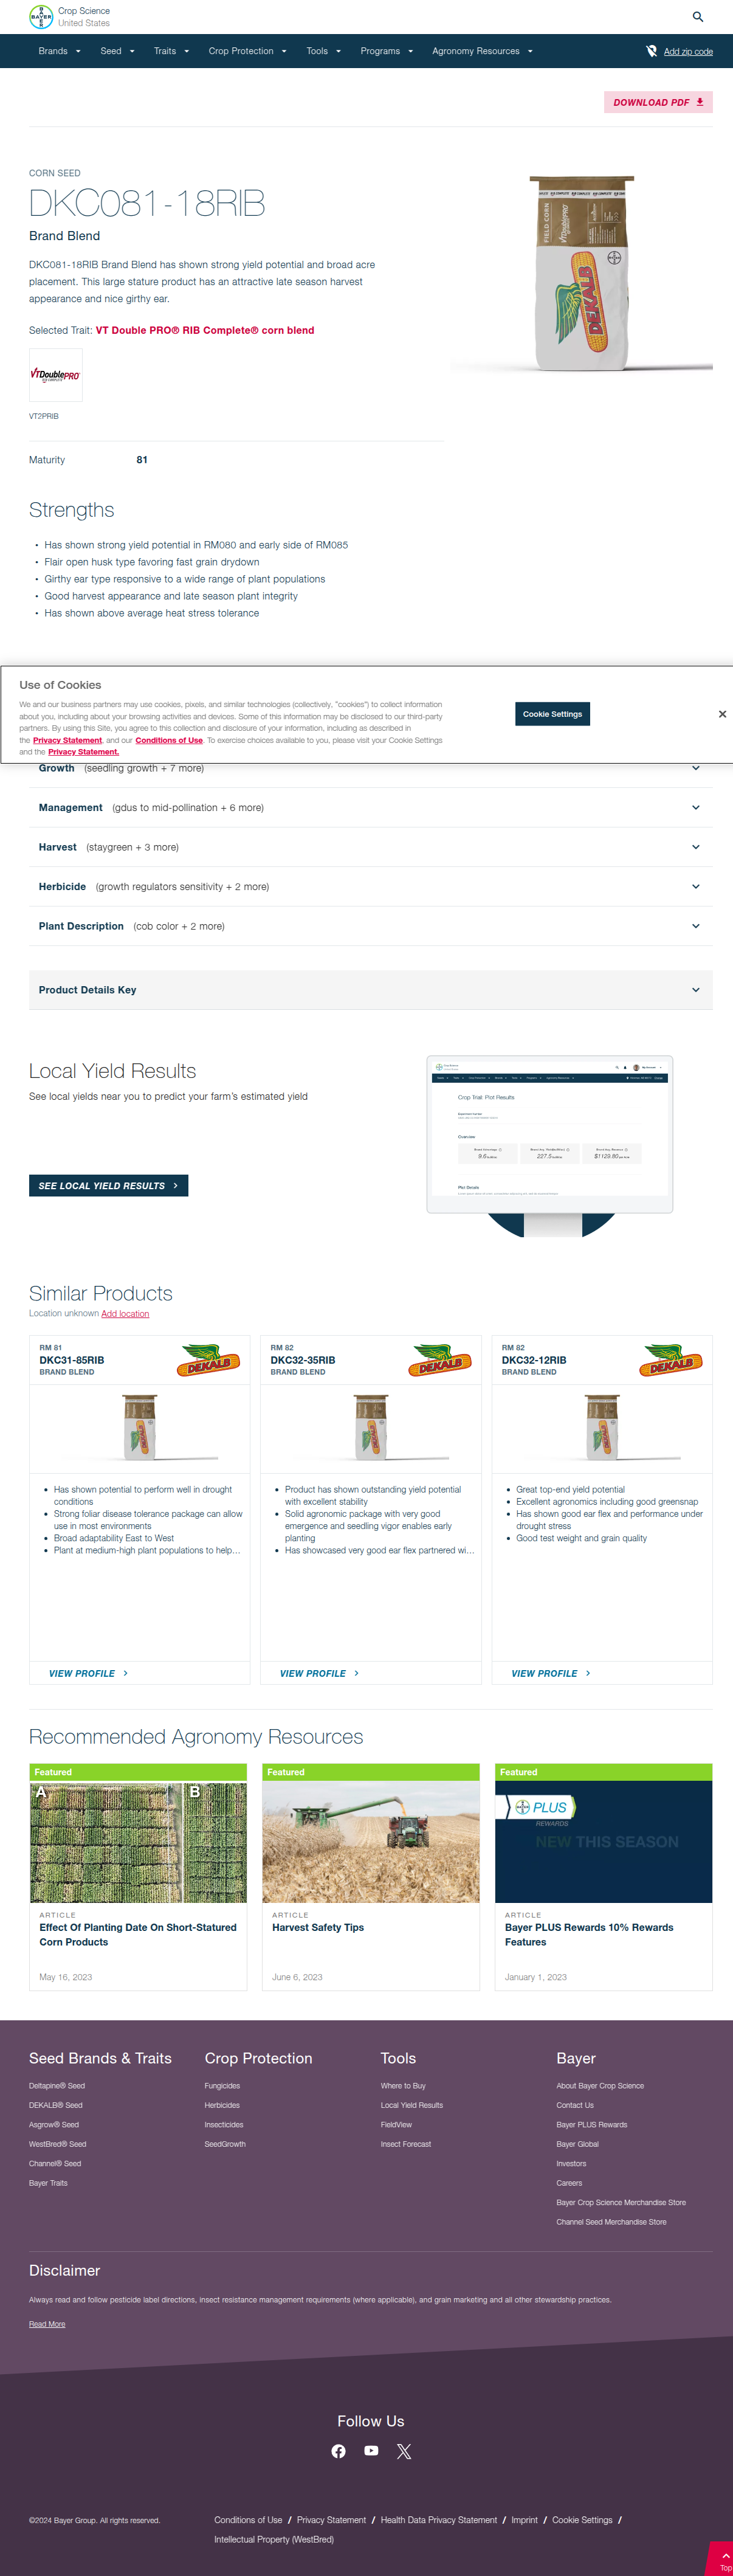 BAYER
Crop Science
United States
Brands
Seed
Traits
Crop Protection
Tools
Programs
Agronomy Resources
Add zip code
DOWNLOAD PDF
CORN SEED
DKC081-18RIB
Brand Blend
DKC081-18RIB Brand Blend has shown strong yield potential and broad acre
placement. This large stature product has an attractive late season harvest
appearance and nice girthy ear.
Selected Trait: VT Double PRO® RIB Complete® corn blend
VTDoublePRO
RIB COMPLETE
VT2PRIB
FIELD CORN
VTDoublePRO
DEKALB
Maturity 81
Strengths
• Has shown strong yield potential in RM080 and early side of RM085
• Flair open husk type favoring fast grain drydown
• Girthy ear type responsive to a wide range of plant populations
• Good harvest appearance and late season plant integrity
• Has shown above average heat stress tolerance
Use of Cookies
We and our business partners may use cookies, pixels, and similar technologies (collectively, "cookies") to collect information
about you, including about your browsing activities and devices. Some of this information may be disclosed to our third-party
partners. By using this Site, you agree to this collection and disclosure of your information, including as described in
the Privacy Statement, and our Conditions of Use. To exercise choices available to you, please visit your Cookie Settings
and the Privacy Statement.
Cookie Settings
Growth (seedling growth + 7 more)
Management (gdus to mid-pollination + 6 more)
Harvest (staygreen + 3 more)
Herbicide (growth regulators sensitivity + 2 more)
Plant Description (cob color + 2 more)
Product Details Key
Local Yield Results
See local yields near you to predict your farm's estimated yield
SEE LOCAL YIELD RESULTS
Crop Trial: Plot Results
Overview
9.6
227.5
$1129.80
Plot Details
Similar Products
Location unknown Add location
RM 81
DKC31-85RIB
BRAND BLEND
DEKALB
• Has shown potential to perform well in drought
conditions
• Strong foliar disease tolerance package can allow
use in most environments
• Broad adaptability East to West
• Plant at medium-high plant populations to help…
VIEW PROFILE
RM 82
DKC32-35RIB
BRAND BLEND
DEKALB
• Product has shown outstanding yield potential
with excellent stability
• Solid agronomic package with very good
emergence and seedling vigor enables early
planting
• Has showcased very good ear flex partnered wi…
VIEW PROFILE
RM 82
DKC32-12RIB
BRAND BLEND
DEKALB
• Great top-end yield potential
• Excellent agronomics including good greensnap
• Has shown good ear flex and performance under
drought stress
• Good test weight and grain quality
VIEW PROFILE
Recommended Agronomy Resources
Featured
A B
ARTICLE
Effect Of Planting Date On Short-Statured
Corn Products
May 16, 2023
Featured
ARTICLE
Harvest Safety Tips
June 6, 2023
Featured
PLUS
REWARDS
NEW THIS SEASON
ARTICLE
Bayer PLUS Rewards 10% Rewards
Features
January 1, 2023
Seed Brands & Traits
Deltapine® Seed
DEKALB® Seed
Asgrow® Seed
WestBred® Seed
Channel® Seed
Bayer Traits
Crop Protection
Fungicides
Herbicides
Insecticides
SeedGrowth
Tools
Where to Buy
Local Yield Results
FieldView
Insect Forecast
Bayer
About Bayer Crop Science
Contact Us
Bayer PLUS Rewards
Bayer Global
Investors
Careers
Bayer Crop Science Merchandise Store
Channel Seed Merchandise Store
Disclaimer
Always read and follow pesticide label directions, insect resistance management requirements (where applicable), and grain marketing and all other stewardship practices.
Read More
Follow Us
©2024 Bayer Group. All rights reserved.
Conditions of Use / Privacy Statement / Health Data Privacy Statement / Imprint / Cookie Settings /
Intellectual Property (WestBred)
Top